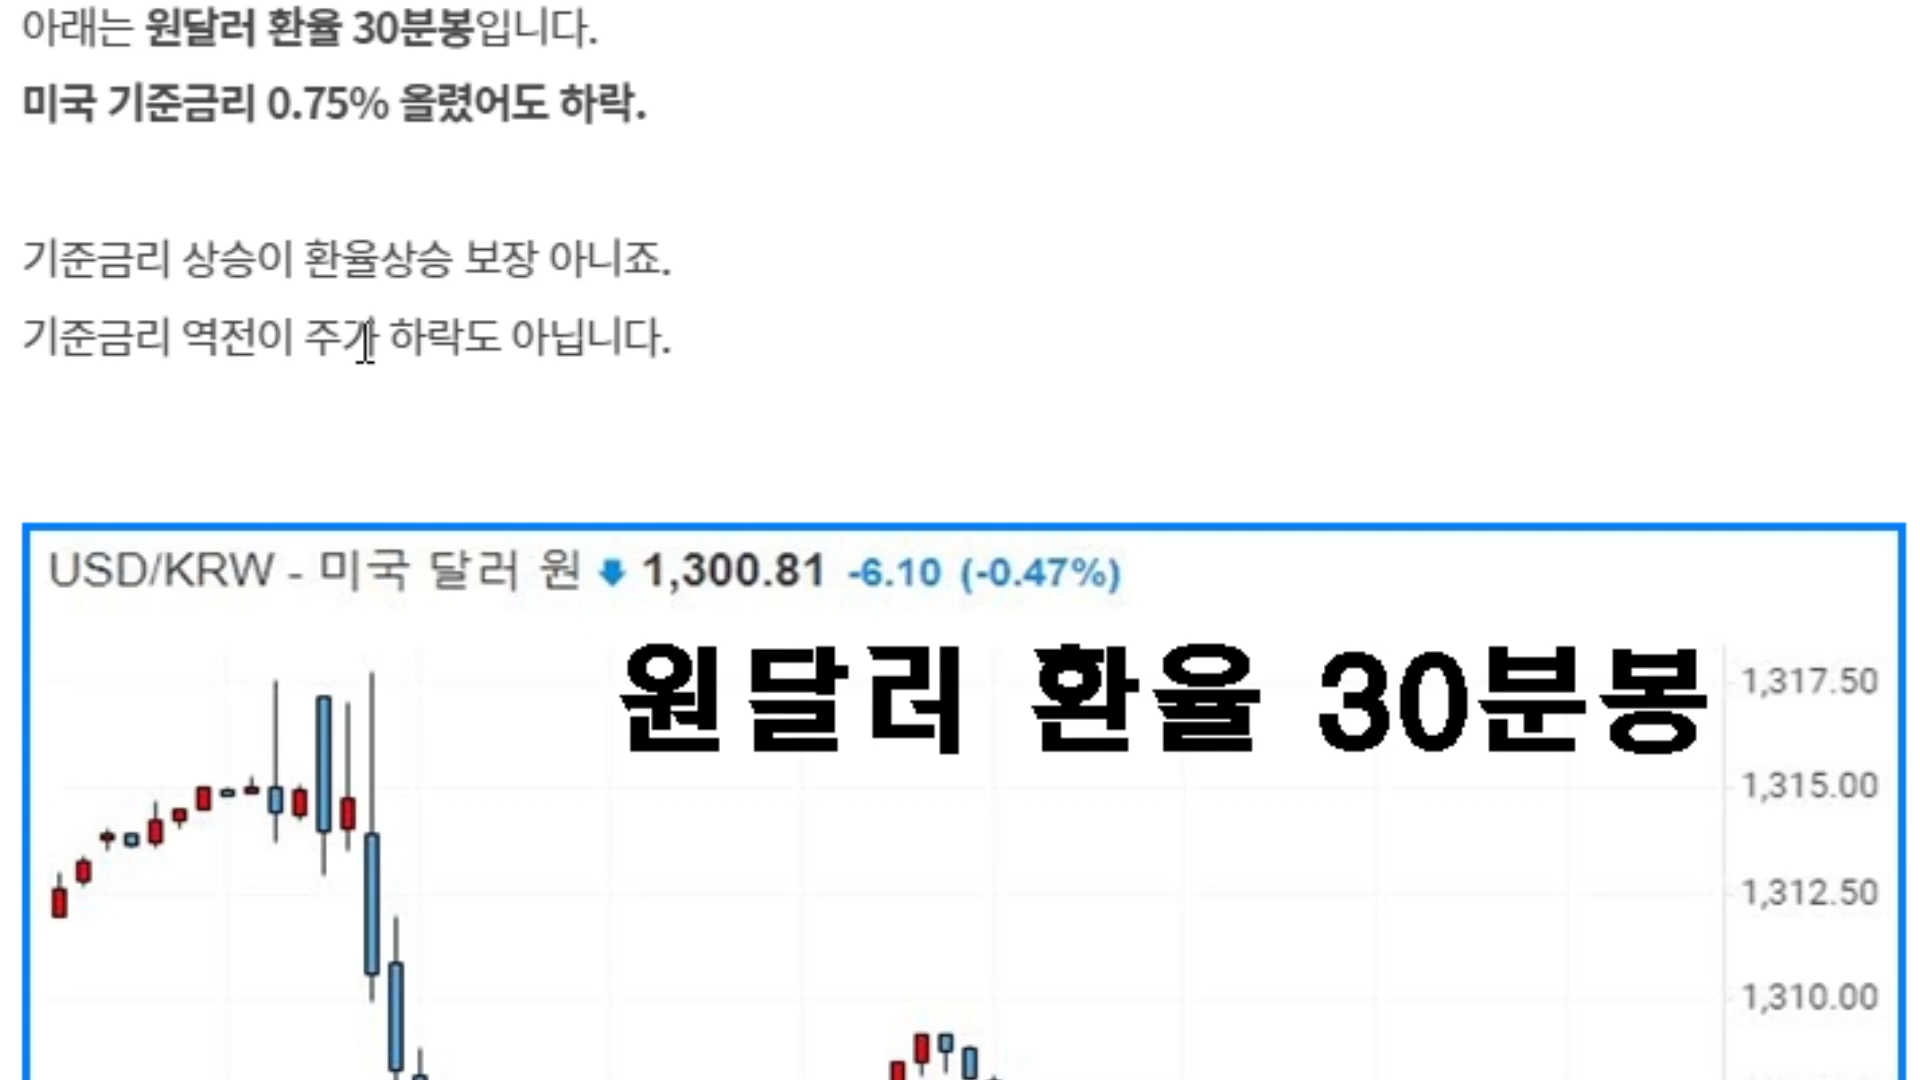 아래는 원달러 환율 30분봉입니다.
미국 기준금리 0.75% 올렸어도 하락.
기준금리 상승이 환율상승 보장 아니죠.
기준금리 역전이 주가 하락도 아닙니다.
USD/KRW - 미국 달러 원 1,300.81 -6.10 (-0.47%)
원달러 환율 30분봉
1,317.50
1,315.00
1,312.50
1,310.00